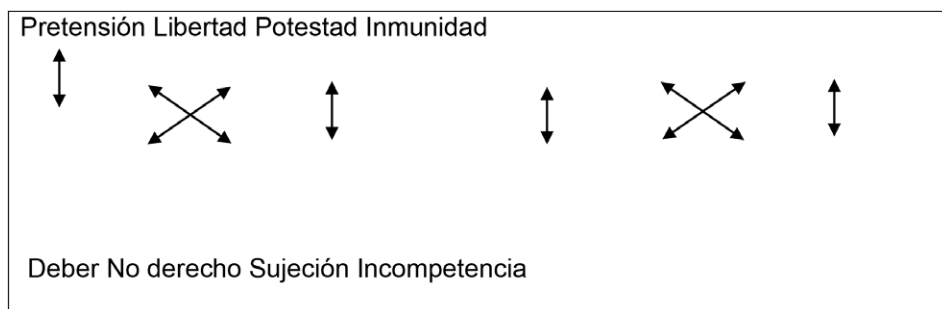 Pretensión Libertad Potestad Inmunidad
Deber No derecho Sujeción Incompetencia